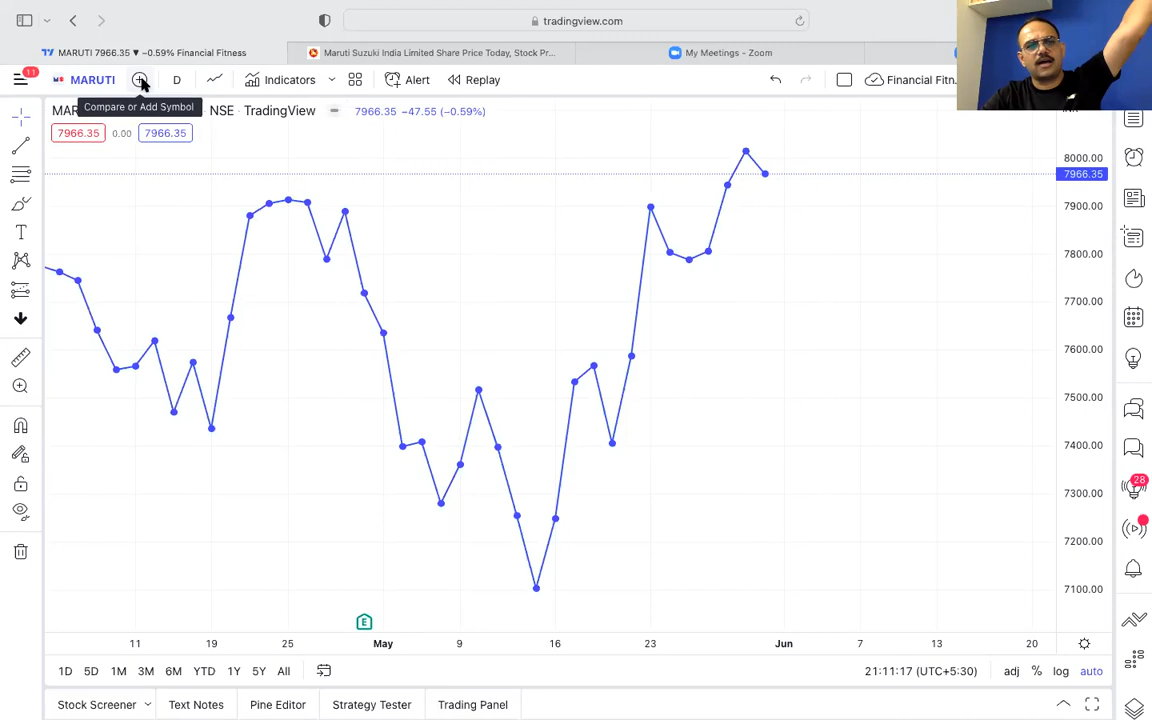 tradingview.com
MARUTI 7966.35 ▼ −0.59% Financial Fitness
Maruti Suzuki India Limited Share Price Today, Stock Pr...
My Meetings - Zoom
11
MARUTI
D
Indicators
Alert
Replay
Financial Fitn
Compare or Add Symbol
NSE · TradingView
7966.35 −47.55 (−0.59%)
7966.35
0.00
7966.35
8000.00
7966.35
7900.00
7800.00
7700.00
7600.00
7500.00
7400.00
7300.00
7200.00
7100.00
28
E
11 19 25 May 9 16 23 Jun 7 13 20
1D 5D 1M 3M 6M YTD 1Y 5Y All
21:11:17 (UTC+5:30)
adj % log auto
Stock Screener
Text Notes
Pine Editor
Strategy Tester
Trading Panel